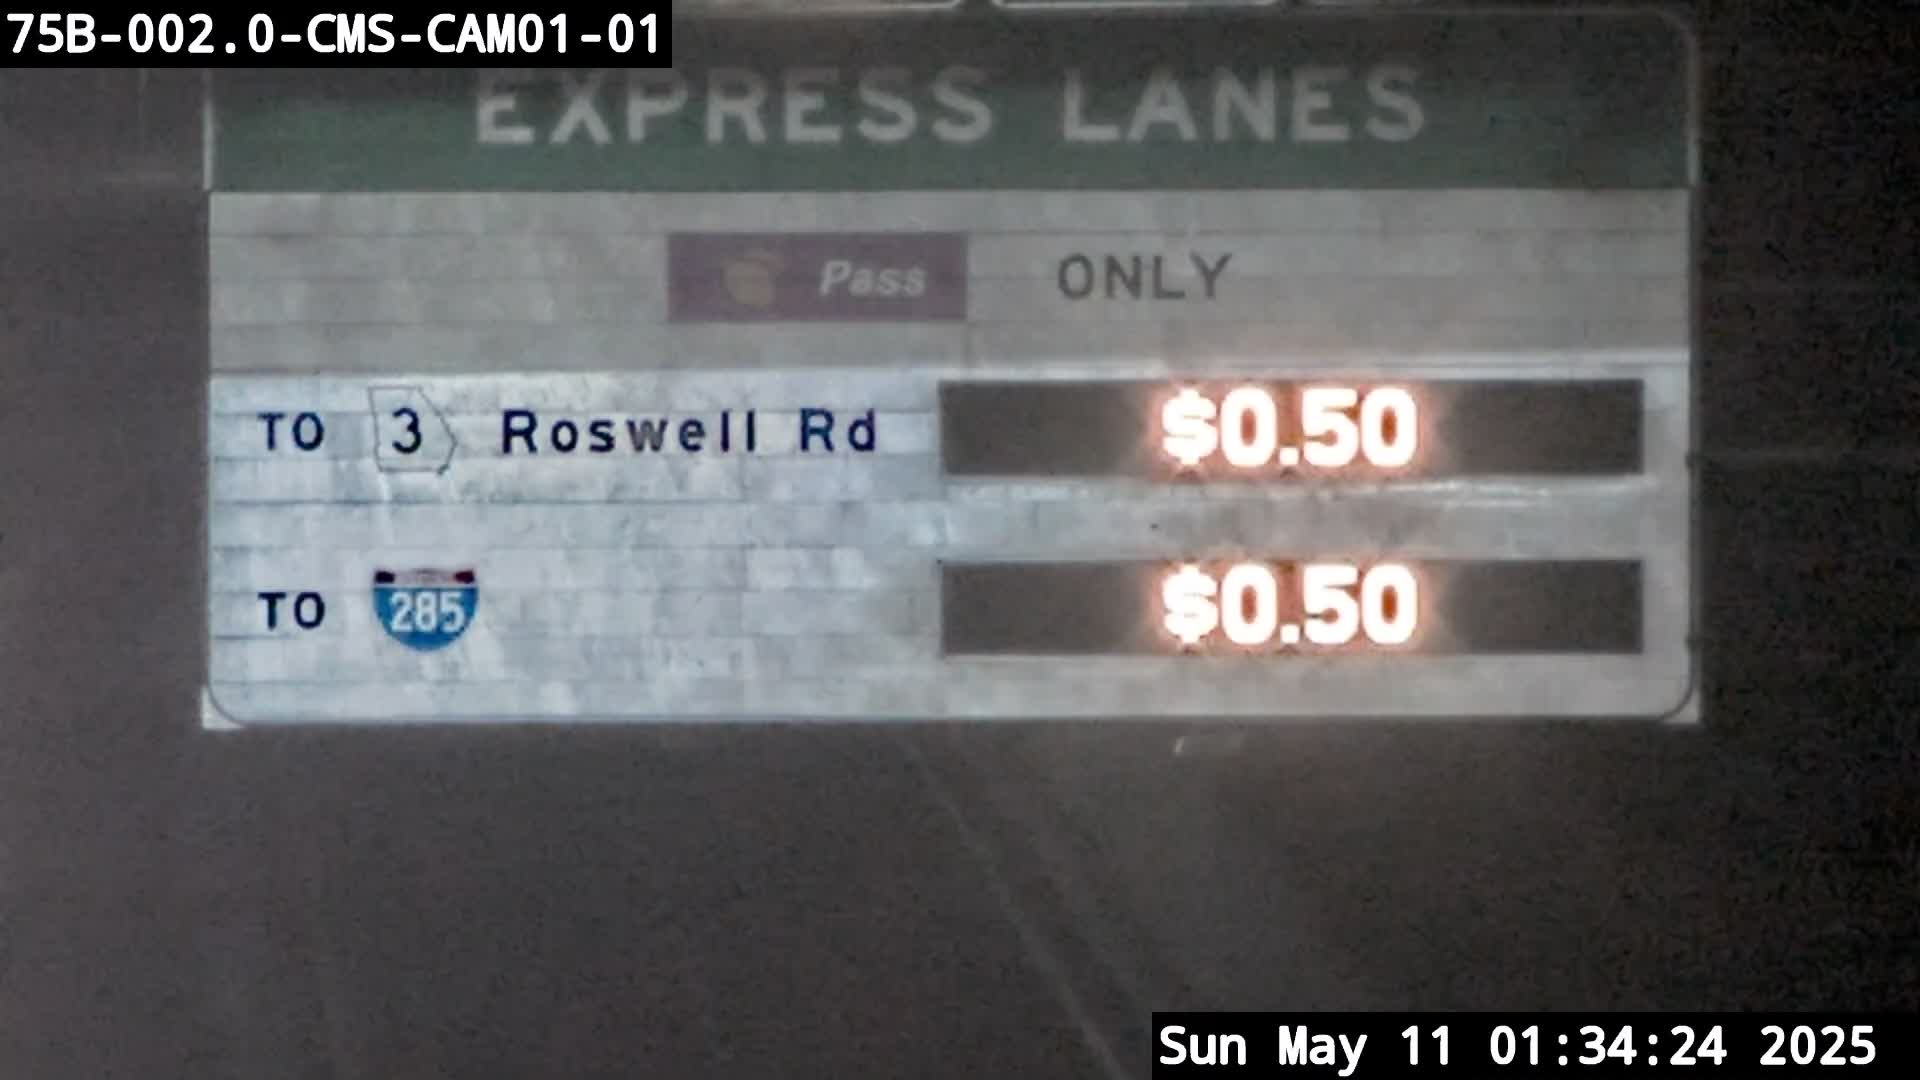 75B-002.0-CMS-CAM01-01
EXPRESS LANES
Pass ONLY
TO 3 Roswell Rd $0.50
TO 285 $0.50
Sun May 11 01:34:24 2025